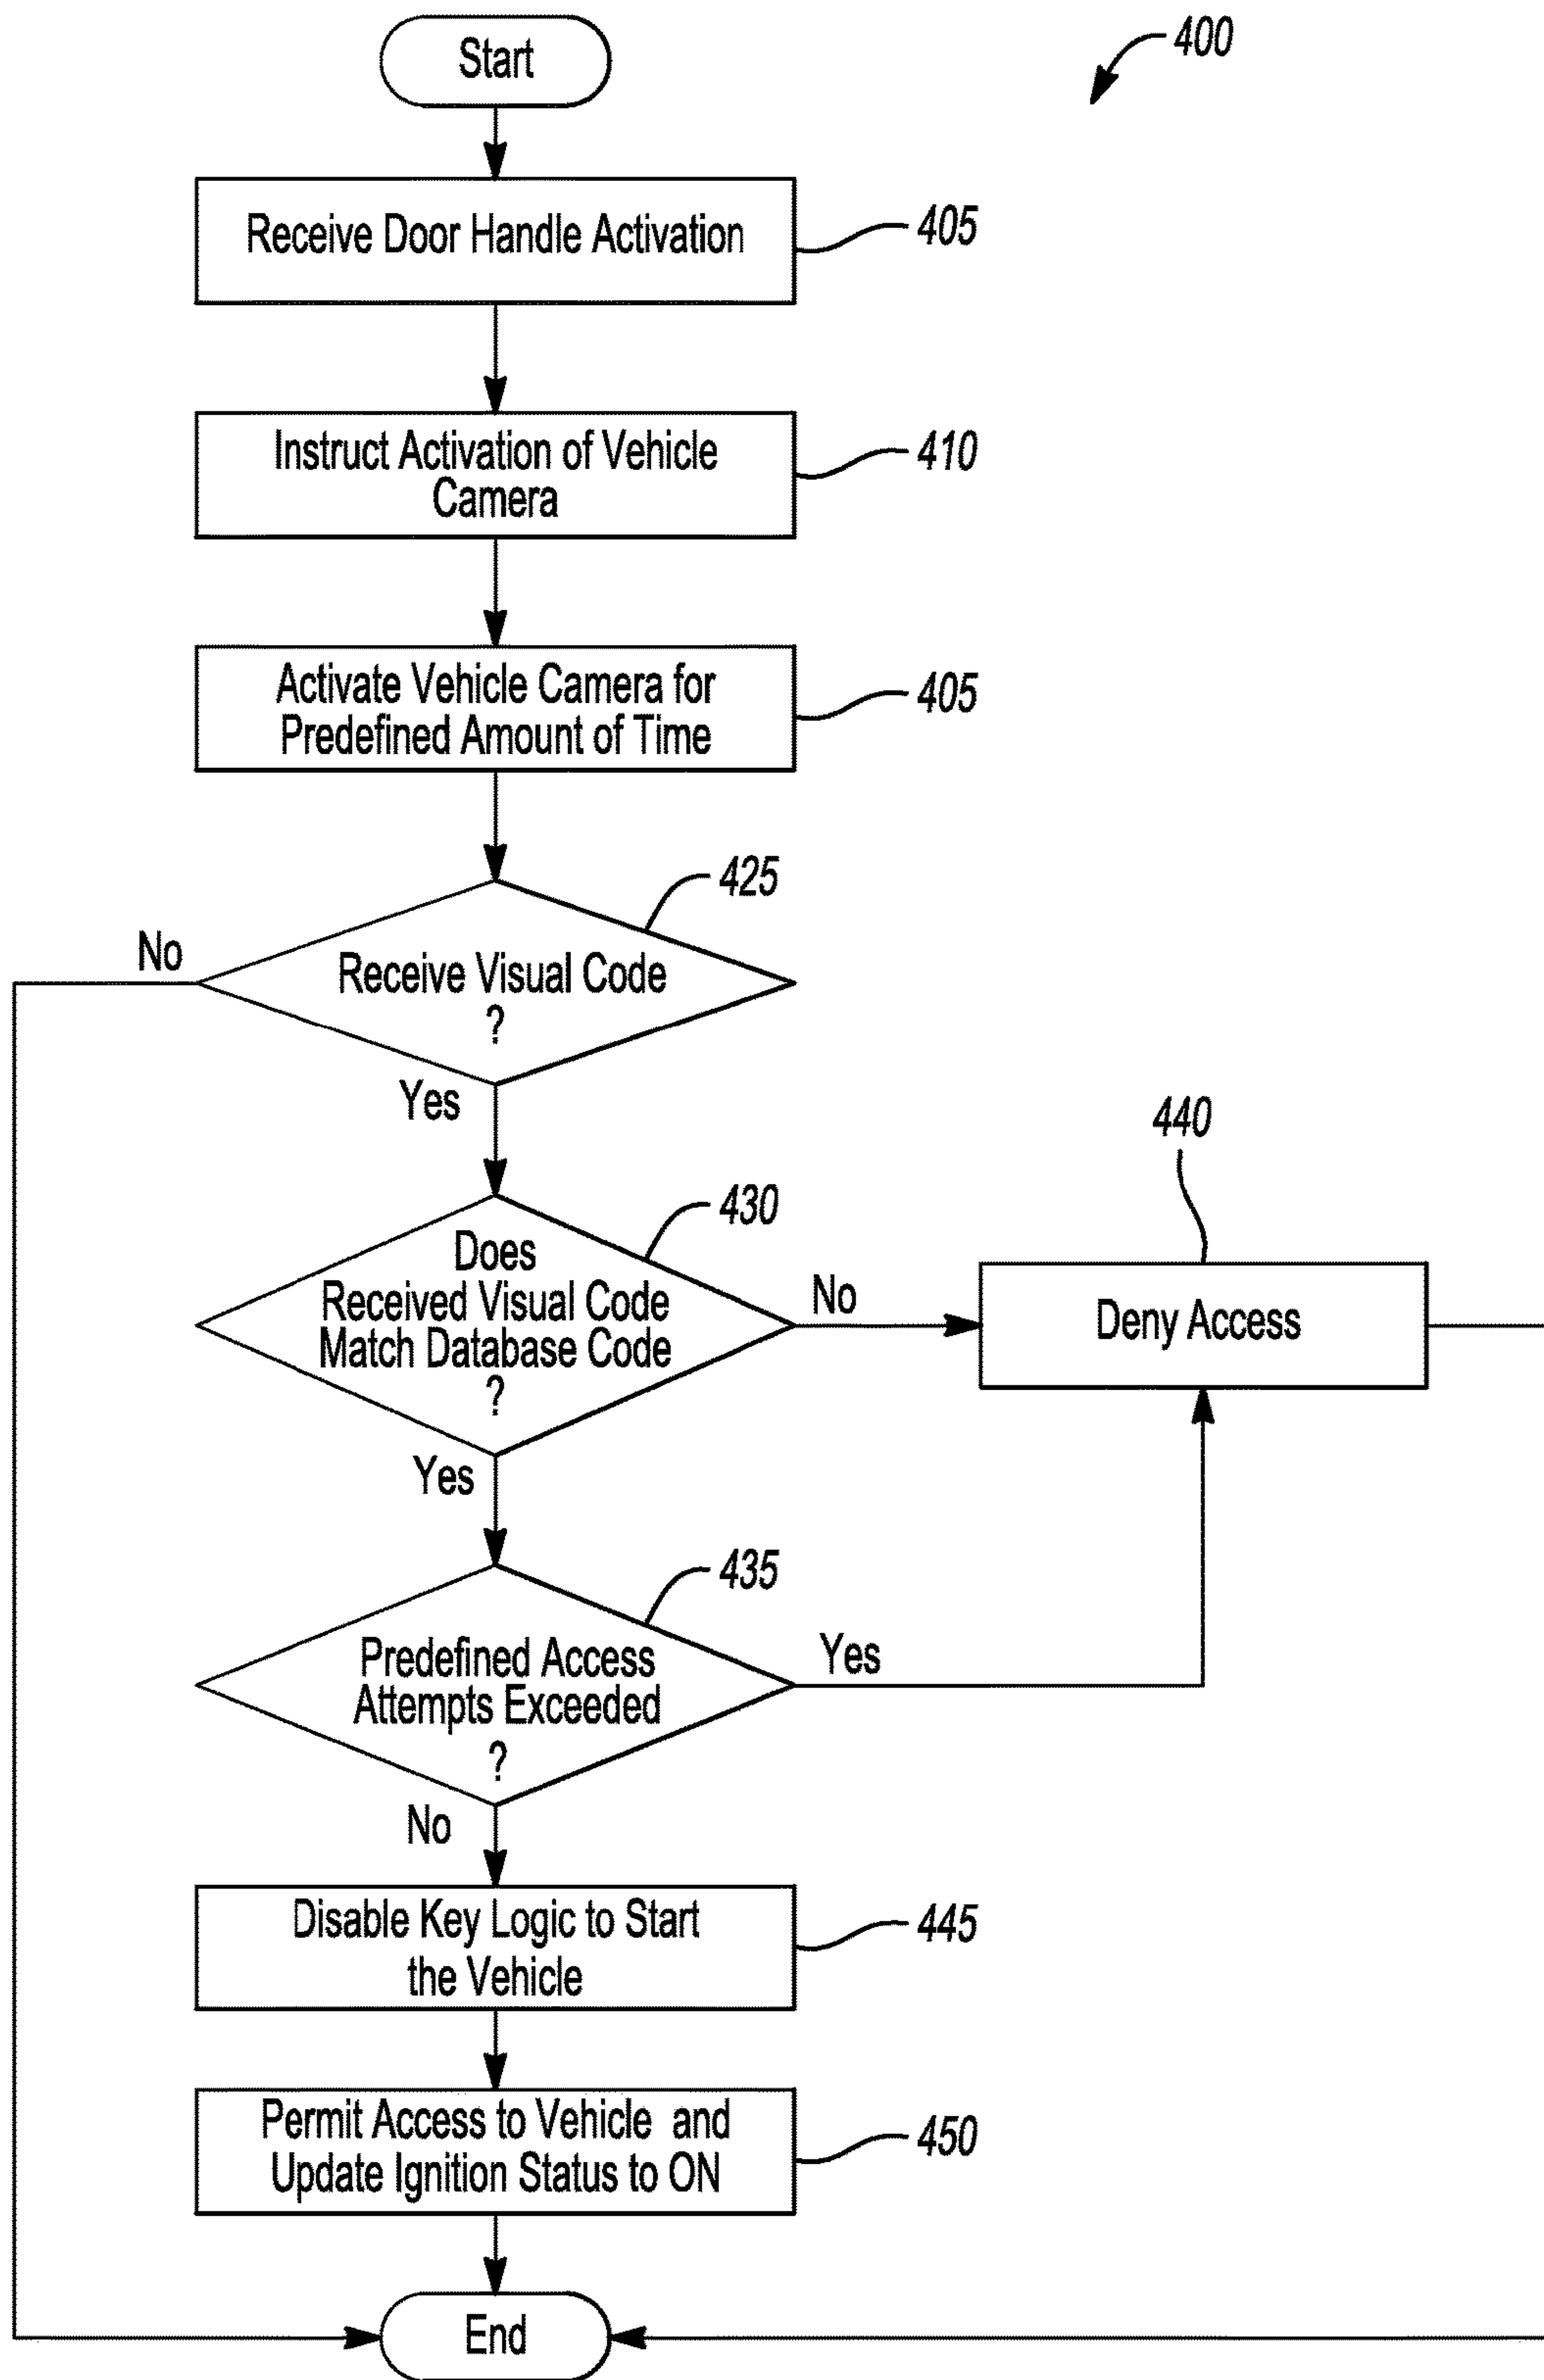 Start
400
Receive Door Handle Activation
405
Instruct Activation of Vehicle
Camera
410
Activate Vehicle Camera for
Predefined Amount of Time
405
425
No
Receive Visual Code
?
Yes
440
430
Does
Received Visual Code
Match Database Code
?
No
Deny Access
Yes
435
Predefined Access
Attempts Exceeded
?
Yes
No
Disable Key Logic to Start
the Vehicle
445
Permit Access to Vehicle and
Update Ignition Status to ON
450
End